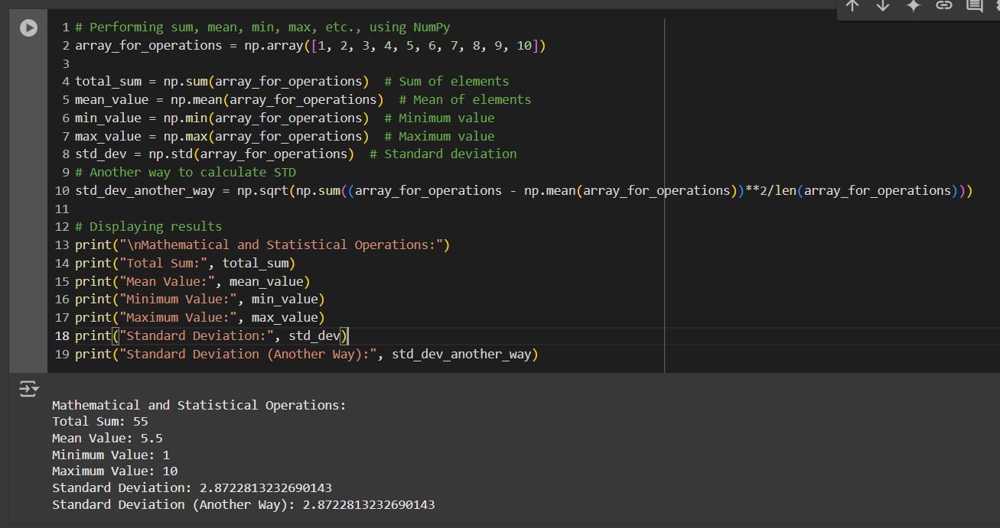 1 # Performing sum, mean, min, max, etc., using NumPy
2 array_for_operations = np.array([1, 2, 3, 4, 5, 6, 7, 8, 9, 10])
3
4 total_sum = np.sum(array_for_operations)  # Sum of elements
5 mean_value = np.mean(array_for_operations)  # Mean of elements
6 min_value = np.min(array_for_operations)  # Minimum value
7 max_value = np.max(array_for_operations)  # Maximum value
8 std_dev = np.std(array_for_operations)  # Standard deviation
9 # Another way to calculate STD
10 std_dev_another_way = np.sqrt(np.sum((array_for_operations - np.mean(array_for_operations))**2/len(array_for_operations)))
11
12 # Displaying results
13 print("\nMathematical and Statistical Operations:")
14 print("Total Sum:", total_sum)
15 print("Mean Value:", mean_value)
16 print("Minimum Value:", min_value)
17 print("Maximum Value:", max_value)
18 print("Standard Deviation:", std_dev)
19 print("Standard Deviation (Another Way):", std_dev_another_way)
Mathematical and Statistical Operations:
Total Sum: 55
Mean Value: 5.5
Minimum Value: 1
Maximum Value: 10
Standard Deviation: 2.8722813232690143
Standard Deviation (Another Way): 2.8722813232690143